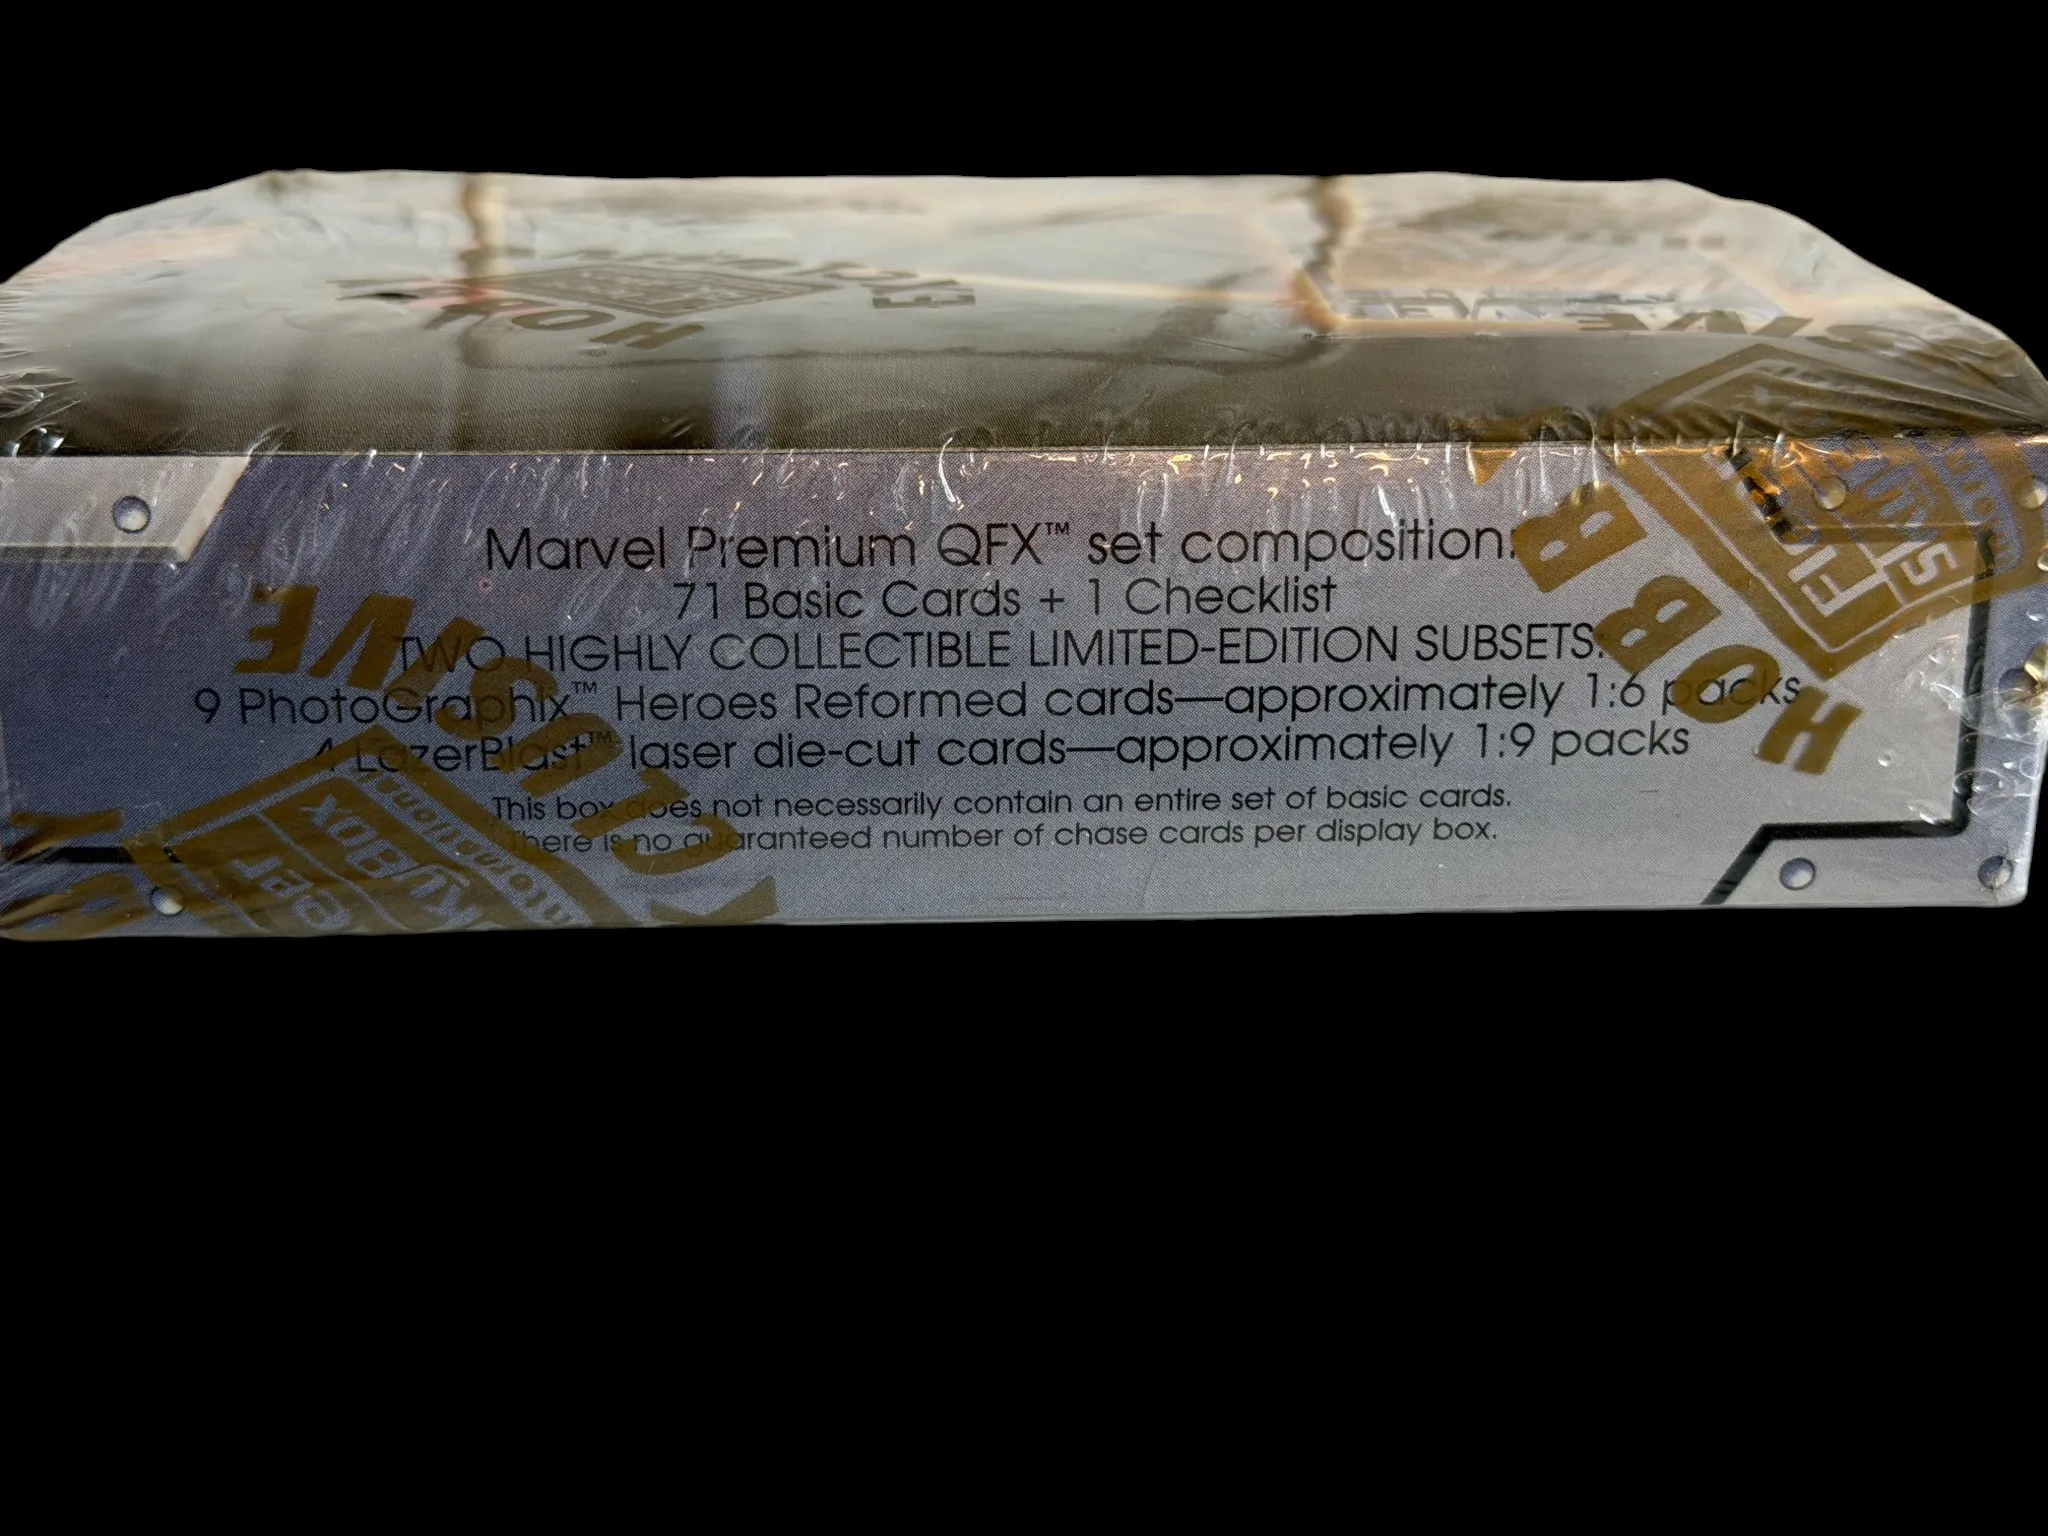 Marvel Premium QFX™ set composition:
71 Basic Cards + 1 Checklist
TWO HIGHLY COLLECTIBLE LIMITED-EDITION SUBSETS:
9 PhotoGraphix™ Heroes Reformed cards—approximately 1:6 packs
4 LazerBlast™ laser die-cut cards—approximately 1:9 packs
This box does not necessarily contain an entire set of basic cards.
There is no guaranteed number of chase cards per display box.
EXCLUSIVE
HOBB